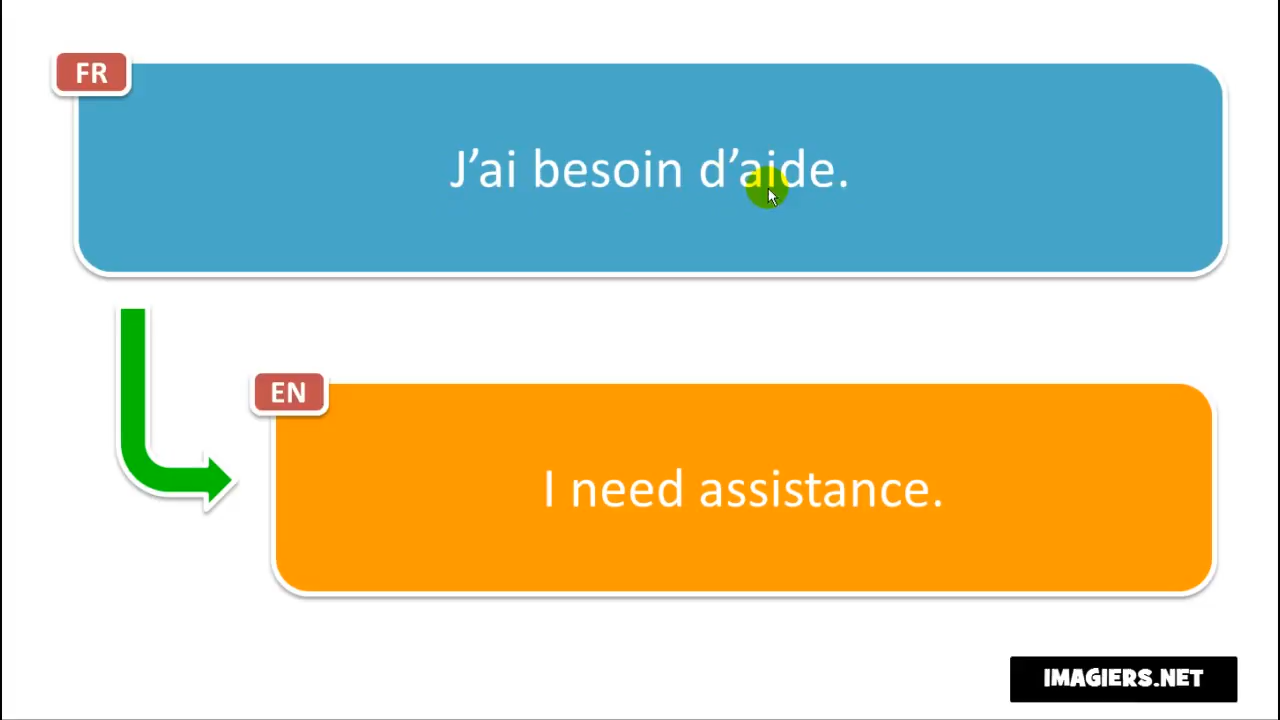 FR
J’ai besoin d’aide.
EN
I need assistance.
IMAGIERS.NET